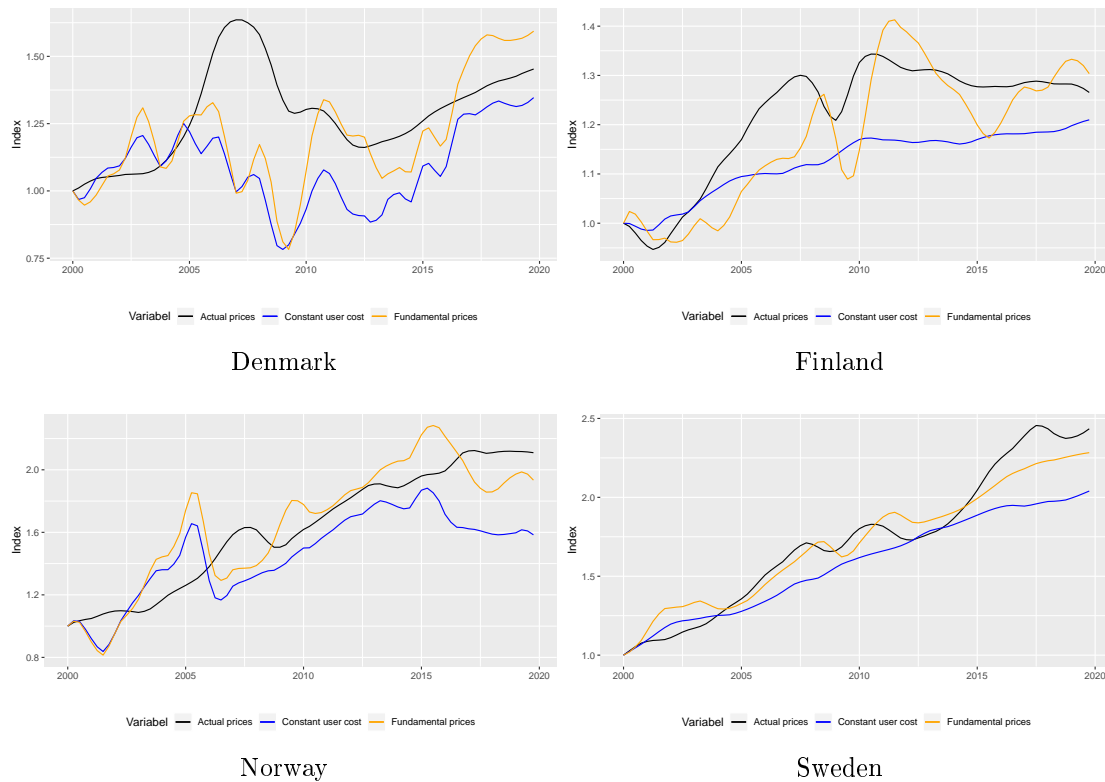 Index
1.50
1.25
1.00
0.75
2000 2005 2010 2015 2020
Variabel Actual prices Constant user cost Fundamental prices
Denmark
Index
1.4
1.3
1.2
1.1
1.0
2000 2005 2010 2015 2020
Variabel Actual prices Constant user cost Fundamental prices
Finland
Index
2.0
1.6
1.2
0.8
2000 2005 2010 2015 2020
Variabel Actual prices Constant user cost Fundamental prices
Norway
Index
2.5
2.0
1.5
1.0
2000 2005 2010 2015 2020
Variabel Actual prices Constant user cost Fundamental prices
Sweden